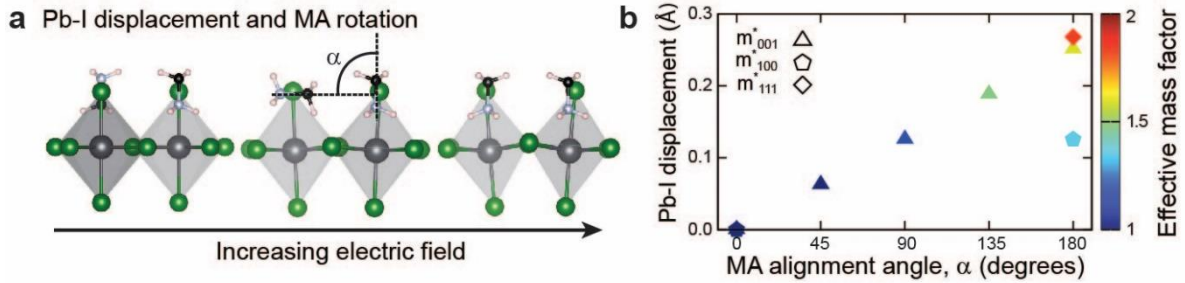 a
Pb-I displacement and MA rotation
α
Increasing electric field
b
Pb-I displacement (Å)
0.3
0.2
0.1
0.0
m*001
m*100
m*111
0 45 90 135 180
MA alignment angle, α (degrees)
2
1.5
1
Effective mass factor